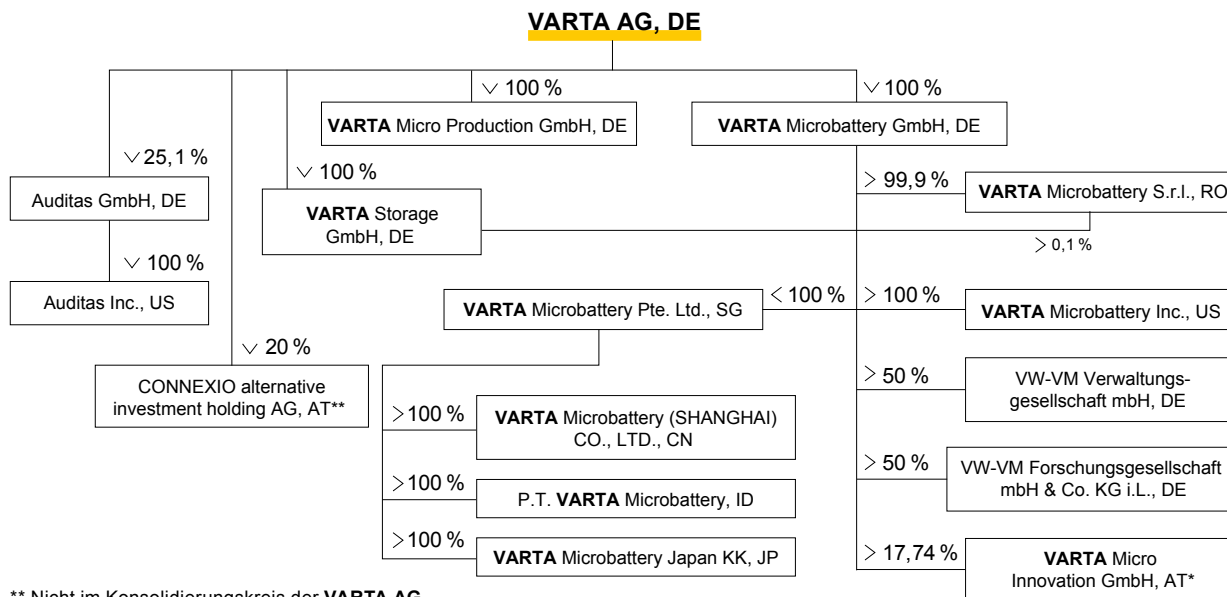 VARTA AG, DE
100 %
100 %
VARTA Micro Production GmbH, DE
VARTA Microbattery GmbH, DE
25,1 %
100 %
99,9 %
Auditas GmbH, DE
VARTA Storage
GmbH, DE
VARTA Microbattery S.r.l., RO
0,1 %
100 %
Auditas Inc., US
100 %
100 %
VARTA Microbattery Pte. Ltd., SG
VARTA Microbattery Inc., US
20 %
CONNEXIO alternative
investment holding AG, AT**
50 %
VW-VM Verwaltungs-
gesellschaft mbH, DE
100 %
VARTA Microbattery (SHANGHAI)
CO., LTD., CN
50 %
VW-VM Forschungsgesellschaft
mbH & Co. KG i.L., DE
100 %
P.T. VARTA Microbattery, ID
100 %
VARTA Microbattery Japan KK, JP
17,74 %
VARTA Micro
Innovation GmbH, AT*
** Nicht im Konsolidierungskreis der VARTA AG